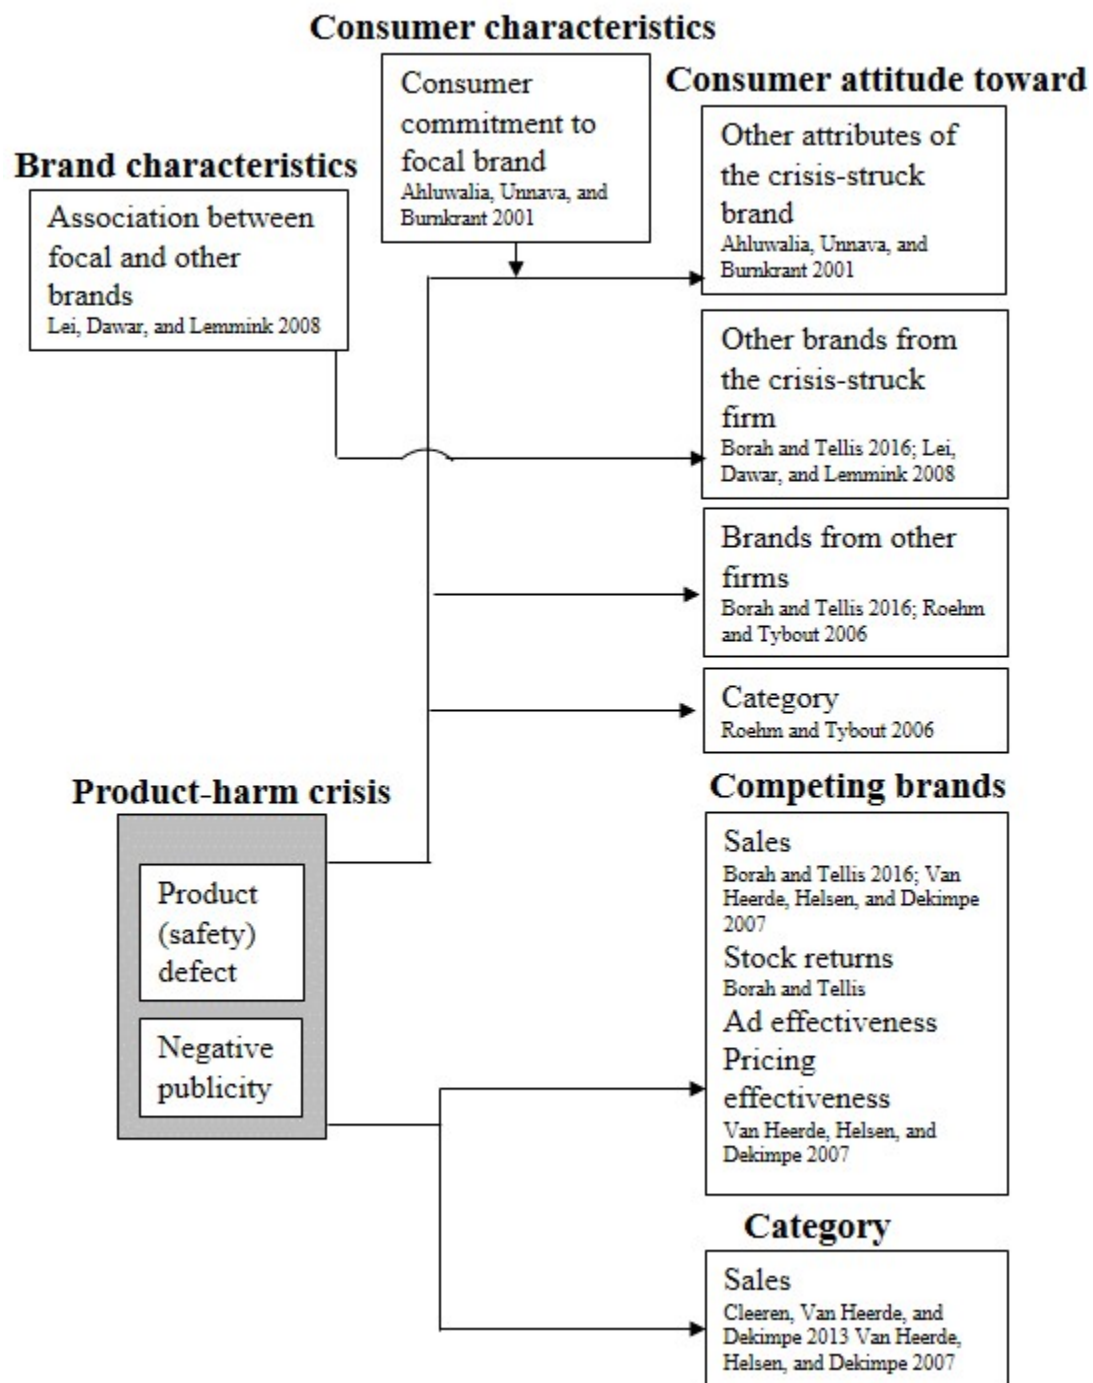 Consumer characteristics
Consumer
commitment to
focal brand
Ahluwalia, Unnava, and
Burnkrant 2001
Consumer attitude toward
Other attributes of
the crisis-struck
brand
Ahluwalia, Unnava, and
Burnkrant 2001
Brand characteristics
Association between
focal and other
brands
Lei, Dawar, and Lemmink 2008
Other brands from
the crisis-struck
firm
Borah and Tellis 2016; Lei,
Dawar, and Lemmink 2008
Brands from other
firms
Borah and Tellis 2016; Roehm
and Tybout 2006
Category
Roehm and Tybout 2006
Product-harm crisis
Product
(safety)
defect
Negative
publicity
Competing brands
Sales
Borah and Tellis 2016; Van
Heerde, Helsen, and Dekimpe
2007
Stock returns
Borah and Tellis
Ad effectiveness
Pricing
effectiveness
Van Heerde, Helsen, and
Dekimpe 2007
Category
Sales
Cleeren, Van Heerde, and
Dekimpe 2013 Van Heerde,
Helsen, and Dekimpe 2007